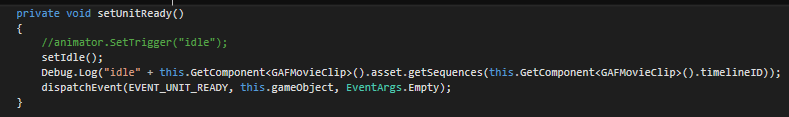 private void setUnitReady()
{
//animator.SetTrigger("idle");
setIdle();
Debug.Log("idle" + this.GetComponent<GAFMovieClip>().asset.getSequences(this.GetComponent<GAFMovieClip>().timelineID));
dispatchEvent(EVENT_UNIT_READY, this.gameObject, EventArgs.Empty);
}